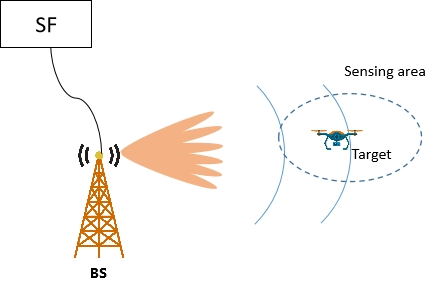 SF
Sensing area
Target
BS